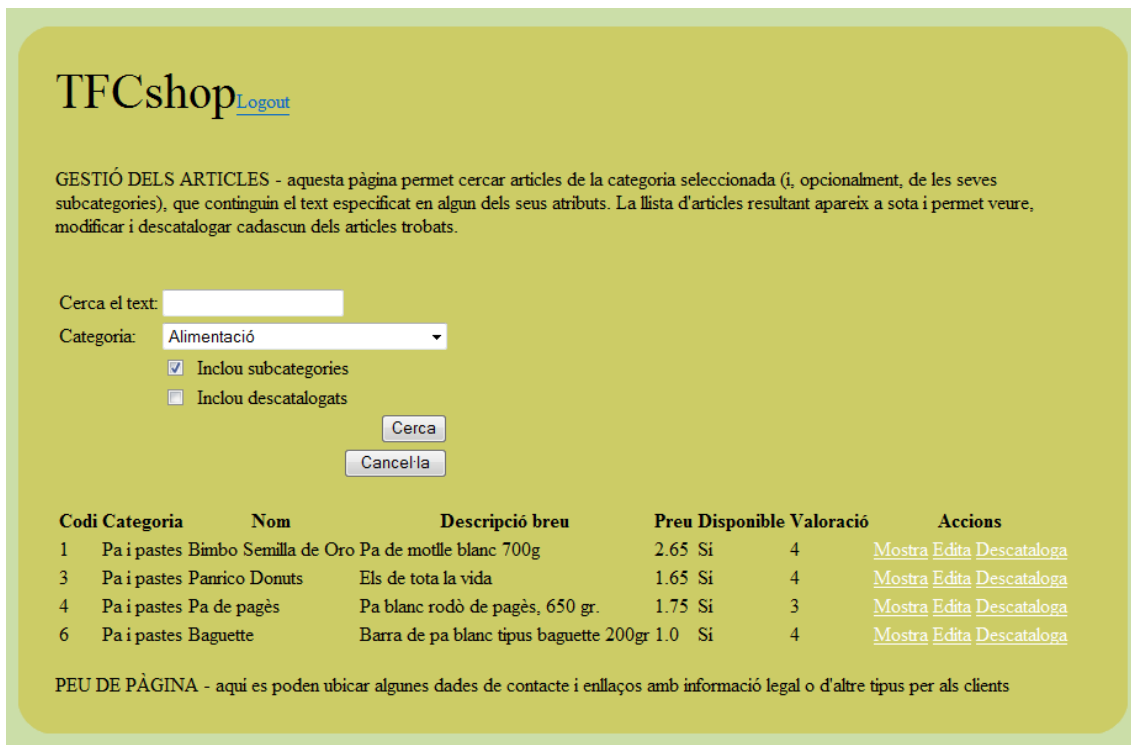 TFCshop Logout
GESTIÓ DELS ARTICLES - aquesta pàgina permet cercar articles de la categoria seleccionada (i, opcionalment, de les seves
subcategories), que continguin el text especificat en algun dels seus atributs. La llista d'articles resultant apareix a sota i permet veure,
modificar i descatalogar cadascun dels articles trobats.
Cerca el text:
Categoria: Alimentació
Inclou subcategories
Inclou descatalogats
Cerca
Cancel·la
Codi Categoria Nom Descripció breu Preu Disponible Valoració Accions
1 Pa i pastes Bimbo Semilla de Oro Pa de motlle blanc 700g 2.65 Sí 4 Mostra Edita Descataloga
3 Pa i pastes Panrico Donuts Els de tota la vida 1.65 Sí 4 Mostra Edita Descataloga
4 Pa i pastes Pa de pagès Pa blanc rodò de pagès, 650 gr. 1.75 Sí 3 Mostra Edita Descataloga
6 Pa i pastes Baguette Barra de pa blanc tipus baguette 200gr 1.0 Sí 4 Mostra Edita Descataloga
PEU DE PÀGINA - aquí es poden ubicar algunes dades de contacte i enllaços amb informació legal o d'altre tipus per als clients